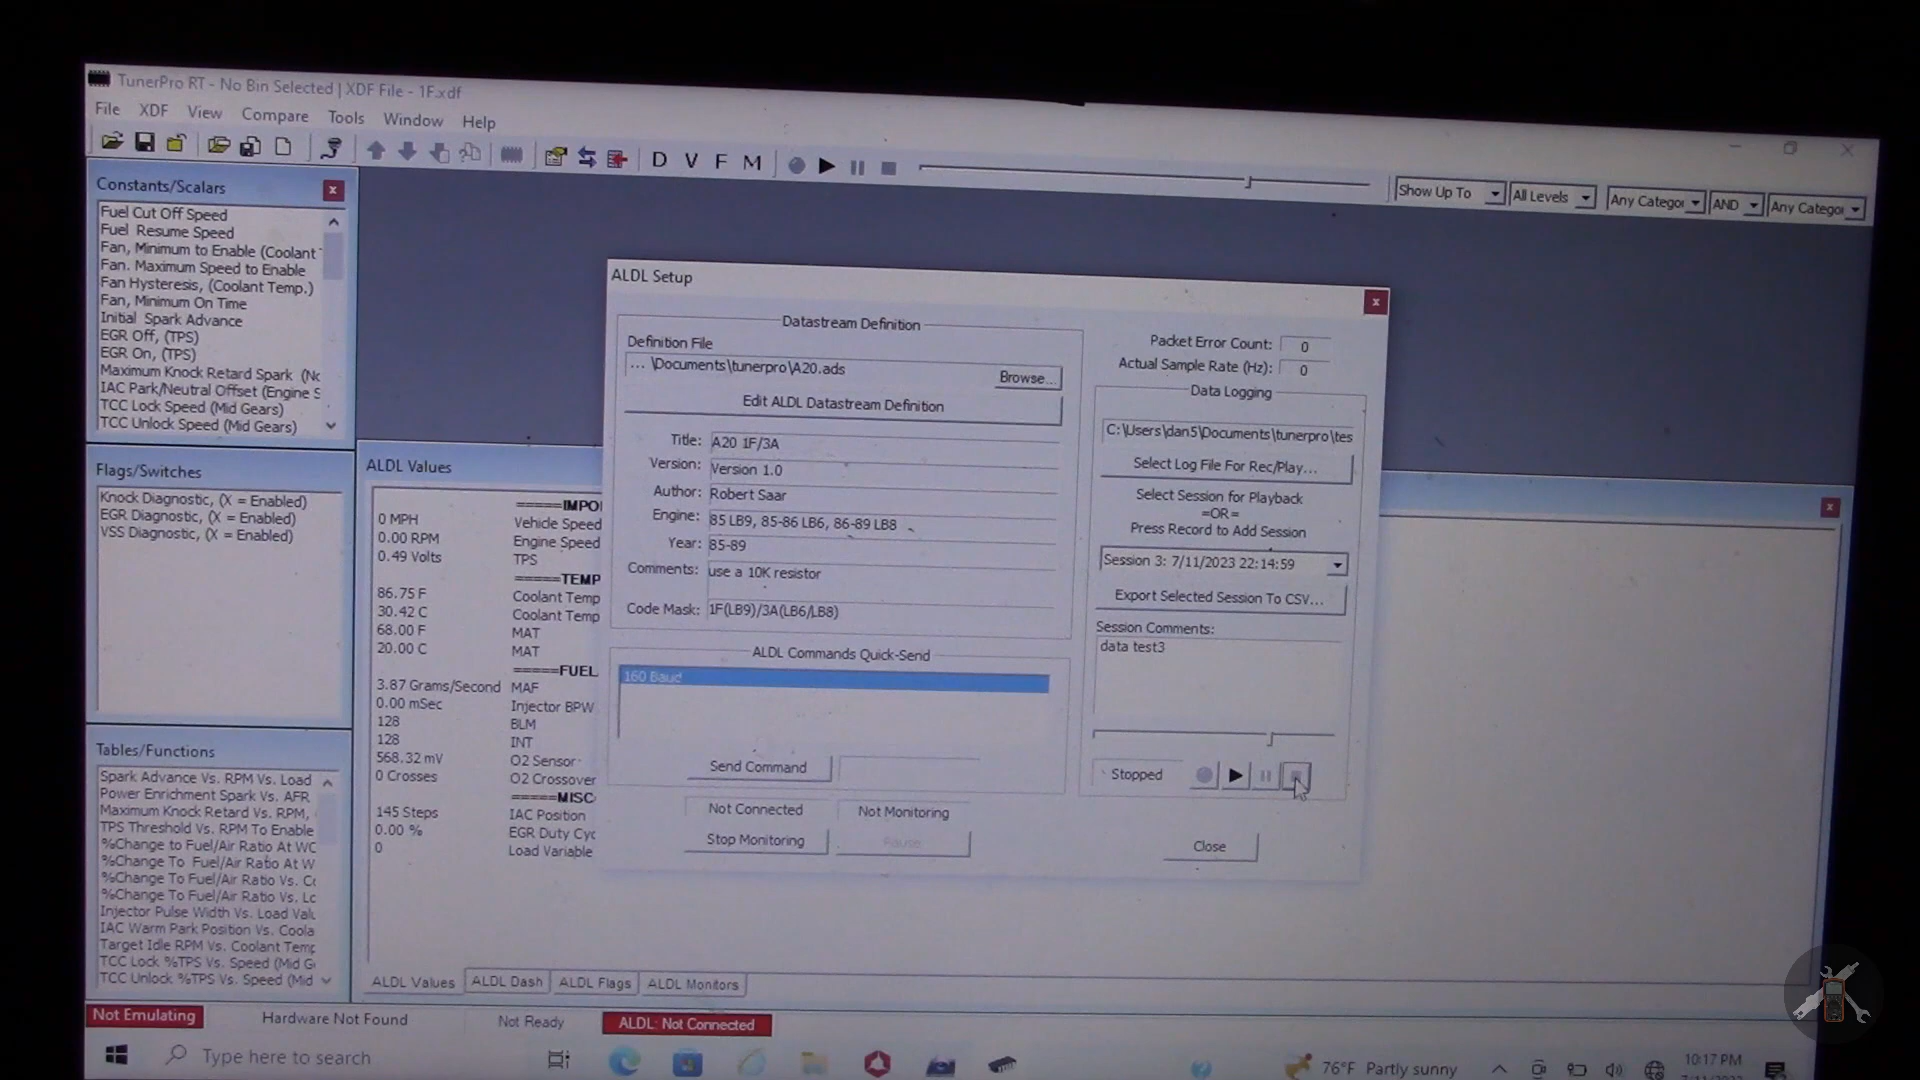 TunerPro RT - No Bin Selected | XDF File - 1F.xdf
File XDF View Compare Tools Window Help
D V F M
Show Up To All Levels Any Categor AND Any Categor
Constants/Scalars
Fuel Cut Off Speed
Fuel Resume Speed
Fan, Minimum to Enable (Coolant
Fan. Maximum Speed to Enable
Fan Hysteresis, (Coolant Temp.)
Fan, Minimum On Time
Initial Spark Advance
EGR Off, (TPS)
EGR On, (TPS)
Maximum Knock Retard Spark (No
IAC Park/Neutral Offset (Engine S
TCC Lock Speed (Mid Gears)
TCC Unlock Speed (Mid Gears)
Flags/Switches
Knock Diagnostic, (X = Enabled)
EGR Diagnostic, (X = Enabled)
VSS Diagnostic, (X = Enabled)
Tables/Functions
Spark Advance Vs. RPM Vs. Load
Power Enrichment Spark Vs. AFR
Maximum Knock Retard Vs. RPM,
TPS Threshold Vs. RPM To Enable
%Change to Fuel/Air Ratio At WO
%Change To Fuel/Air Ratio At W
%Change To Fuel/Air Ratio Vs. Co
%Change To Fuel/Air Ratio Vs. Lo
Injector Pulse Width Vs. Load Valu
IAC Warm Park Position Vs. Coola
Target Idle RPM Vs. Coolant Temp
TCC Lock %TPS Vs. Speed (Mid G
TCC Unlock %TPS Vs. Speed (Mid
ALDL Values
=====IMPO
0 MPH Vehicle Speed
0.00 RPM Engine Speed
0.49 Volts TPS
=====TEMP
86.75 F Coolant Temp
30.42 C Coolant Temp
68.00 F MAT
20.00 C MAT
=====FUEL
3.87 Grams/Second MAF
0.00 mSec Injector BPW
128 BLM
128 INT
568.32 mV O2 Sensor
0 Crosses O2 Crossover
=====MISC
145 Steps IAC Position
0.00 % EGR Duty Cyc
0 Load Variable
ALDL Values ALDL Dash ALDL Flags ALDL Monitors
ALDL Setup
Datastream Definition
Definition File
... \Documents\tunerpro\A20.ads
Browse...
Edit ALDL Datastream Definition
Title: A20 1F/3A
Version: Version 1.0
Author: Robert Saar
Engine: 85 LB9, 85-86 LB6, 86-89 LB8
Year: 85-89
Comments: use a 10K resistor
Code Mask: 1F(LB9)/3A(LB6/LB8)
ALDL Commands Quick-Send
160 Baud
Send Command
Not Connected Not Monitoring
Stop Monitoring Pause
Packet Error Count: 0
Actual Sample Rate (Hz): 0
Data Logging
C:\Users\dan5\Documents\tunerpro\tes
Select Log File For Rec/Play...
Select Session for Playback
=OR=
Press Record to Add Session
Session 3: 7/11/2023 22:14:59
Export Selected Session To CSV...
Session Comments:
data test3
Stopped
Close
Not Emulating Hardware Not Found Not Ready ALDL: Not Connected
Type here to search
76°F Partly sunny
10:17 PM